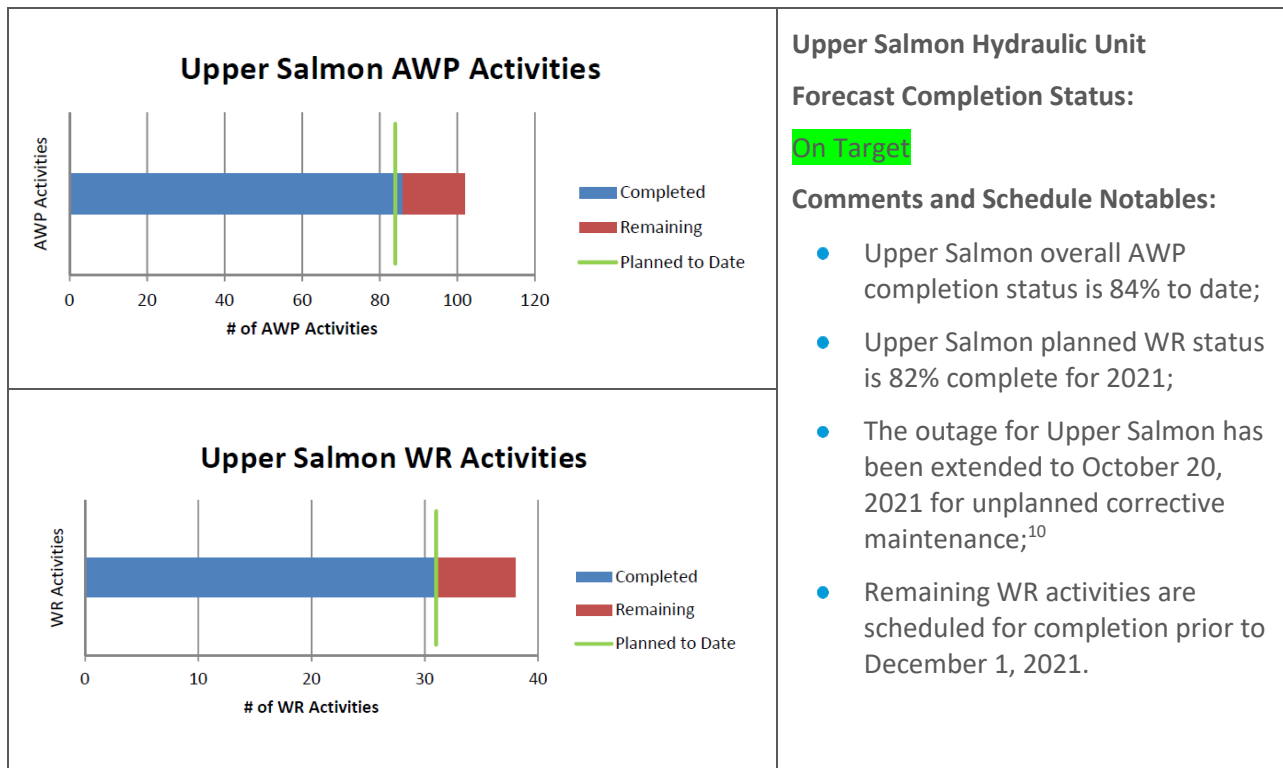 Upper Salmon AWP Activities
AWP Activities
Completed
Remaining
Planned to Date
0 20 40 60 80 100 120
# of AWP Activities
Upper Salmon WR Activities
WR Activities
Completed
Remaining
Planned to Date
0 10 20 30 40
# of WR Activities
Upper Salmon Hydraulic Unit
Forecast Completion Status:
On Target
Comments and Schedule Notables:
• Upper Salmon overall AWP
completion status is 84% to date;
• Upper Salmon planned WR status
is 82% complete for 2021;
• The outage for Upper Salmon has
been extended to October 20,
2021 for unplanned corrective
maintenance;10
• Remaining WR activities are
scheduled for completion prior to
December 1, 2021.